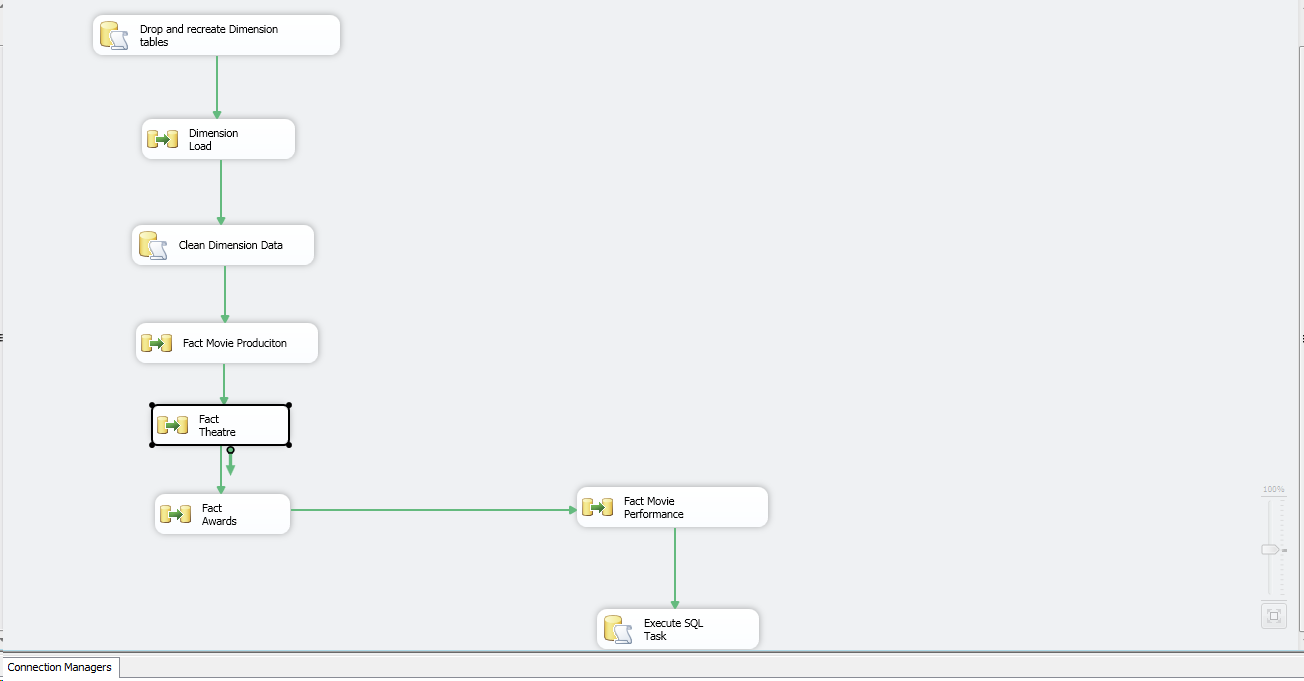 Drop and recreate Dimension
tables
Dimension
Load
Clean Dimension Data
Fact Movie Produciton
Fact
Theatre
Fact
Awards
Fact Movie
Performance
100%
Execute SQL
Task
Connection Managers